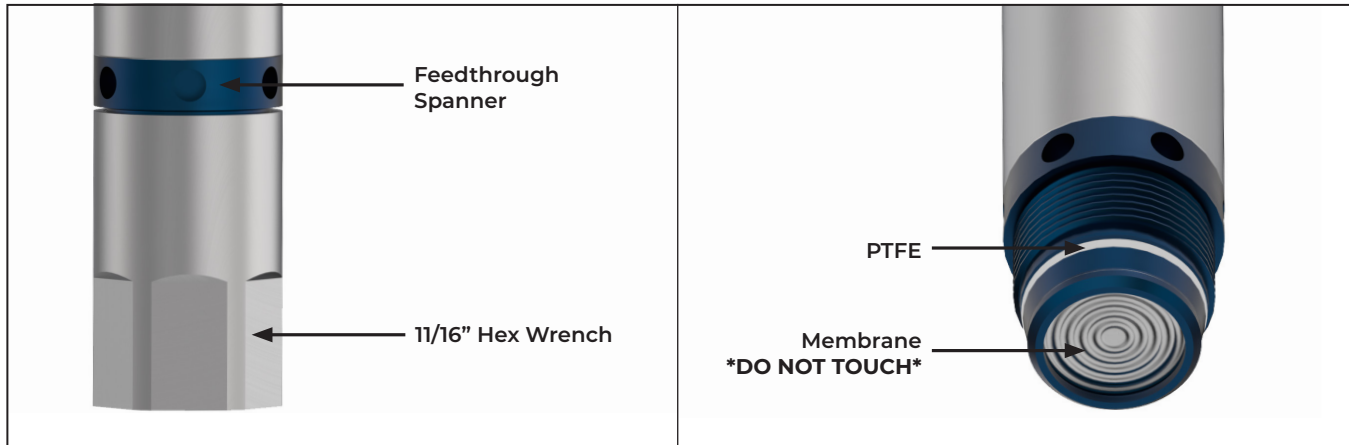 Feedthrough
Spanner
11/16” Hex Wrench
PTFE
Membrane
*DO NOT TOUCH*